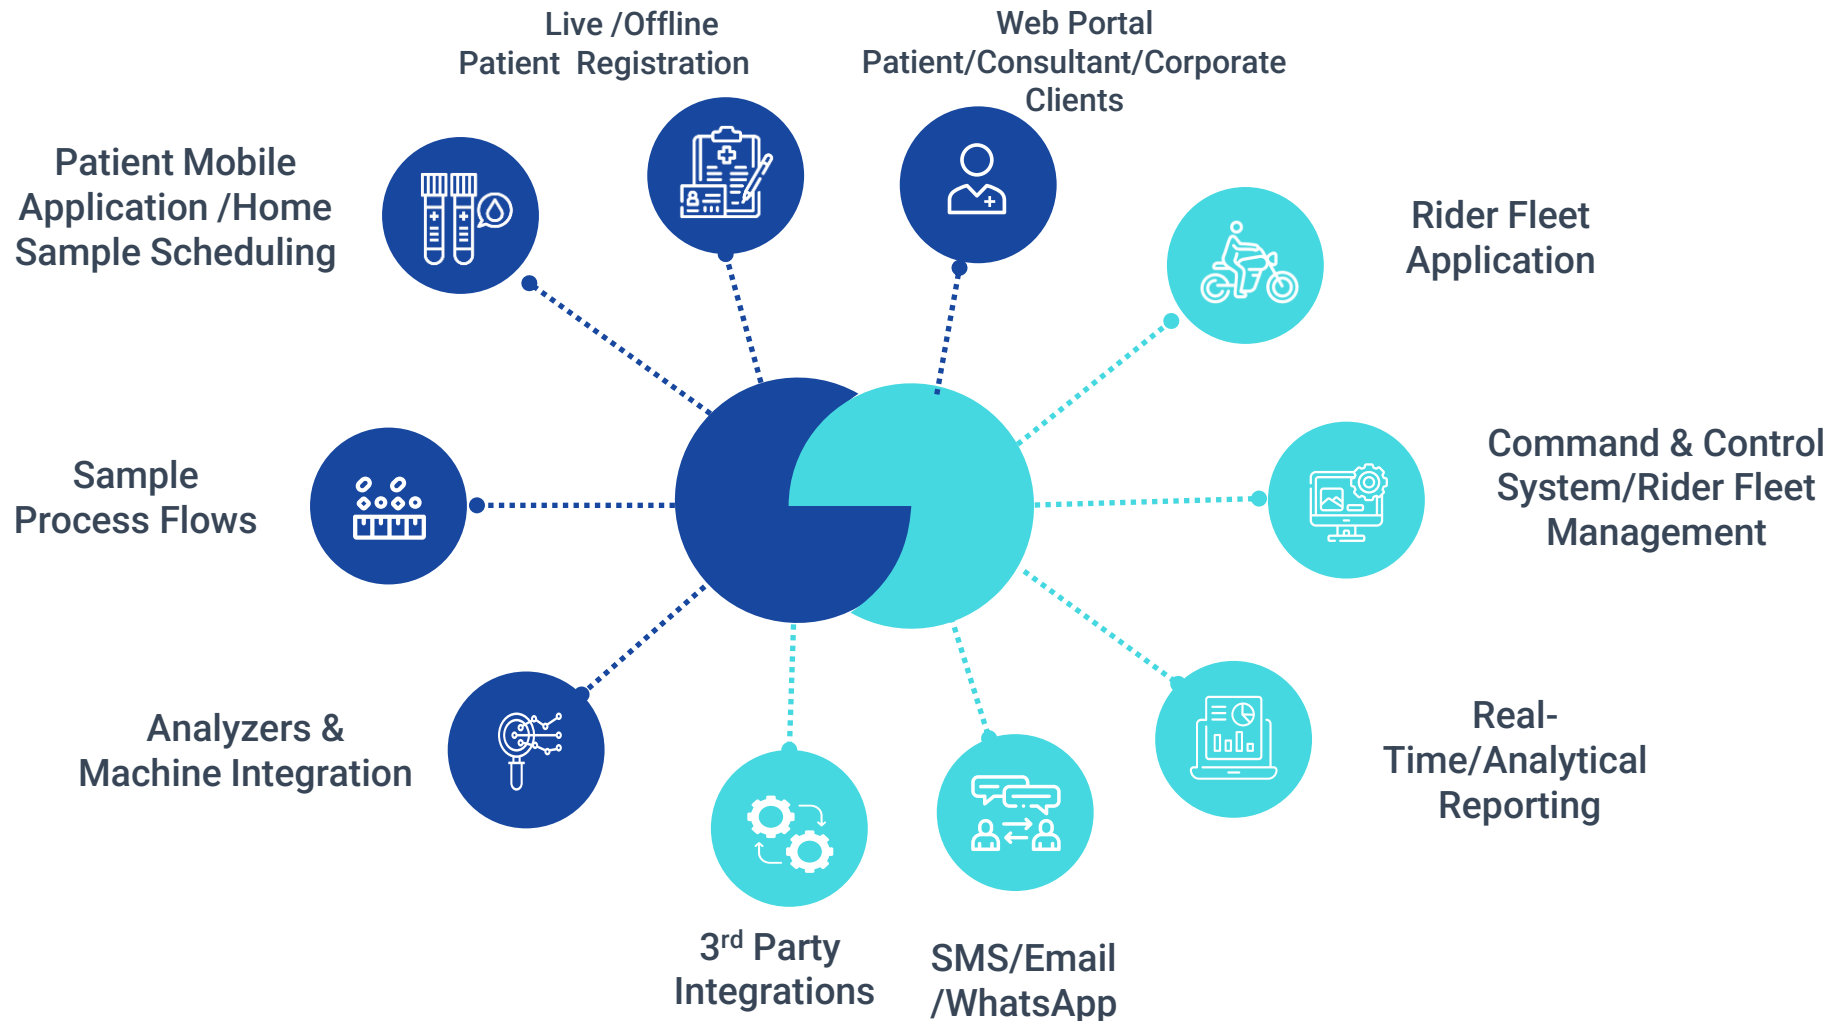 Live /Offline
Patient  Registration
Web Portal
Patient/Consultant/Corporate
Clients
Patient Mobile
Application /Home
Sample Scheduling
Rider Fleet
Application
Sample
Process Flows
Command & Control
System/Rider Fleet
Management
Analyzers &
Machine Integration
Real-
Time/Analytical
Reporting
3rd Party
Integrations
SMS/Email
/WhatsApp